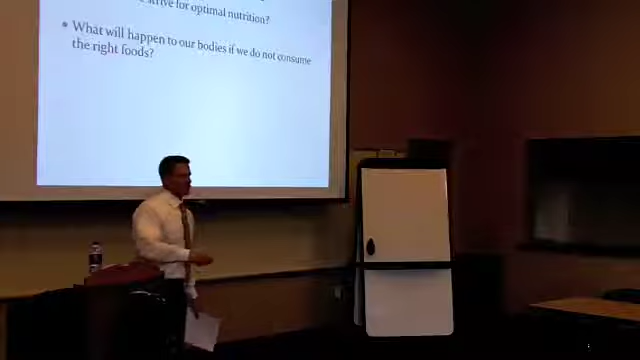 strive for optimal nutrition?
What will happen to our bodies if we do not consume
the right foods?